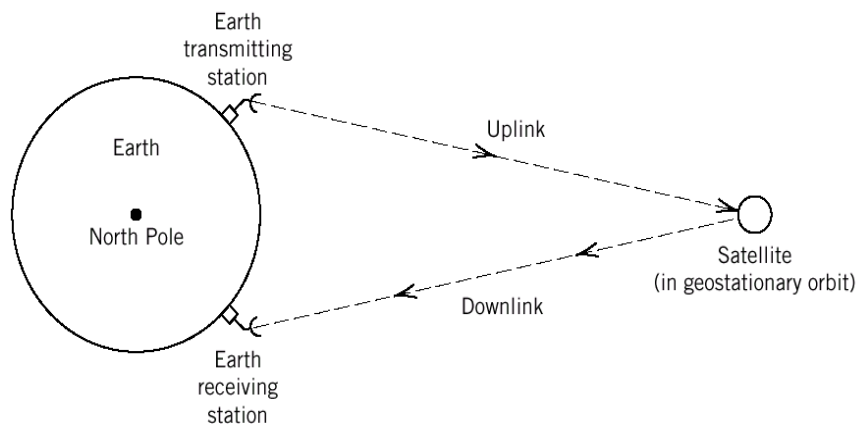 Earth
transmitting
station
Uplink
Earth
North Pole
Satellite
(in geostationary orbit)
Downlink
Earth
receiving
station